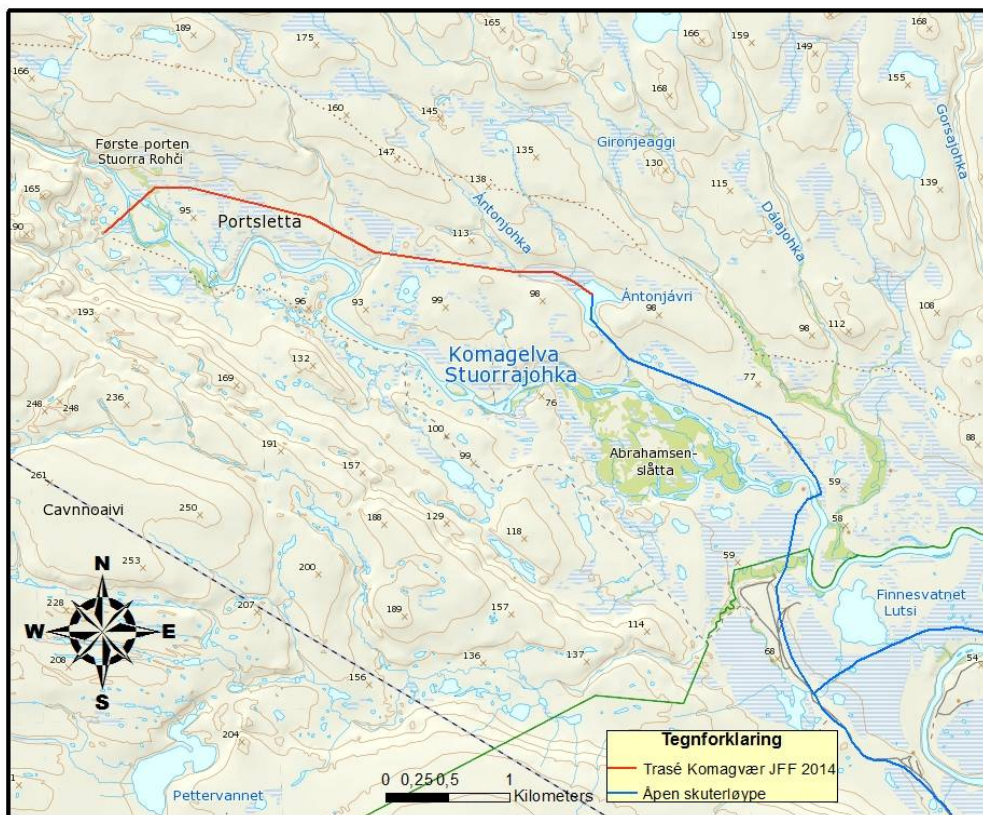 189
175
165
166
159
149
168
166
168
155
160
145
Første porten
Stuorra Rohči
147
135
Gironjeaggi
130
Gorsajohka
165
138
115
139
Ántonjohka
Dálajohka
95
Portsletta
113
190
Ántonjávri
96
93
99
98
98
108
193
98
112
132
Komagelva
Stuorrajohka
169
76
77
248
248
236
100
88
191
157
99
Abrahamsen-
slåtta
261
59
Cavnnoaivi
250
188
129
118
58
59
253
200
N
W
E
S
228
207
189
157
Finnesvatnet
Lutsi
114
208
136
137
68
54
156
204
Pettervannet
0 0,25 0,5 1
Kilometers
Tegnforklaring
Trasé Komagvær JFF 2014
Åpen skuterløype